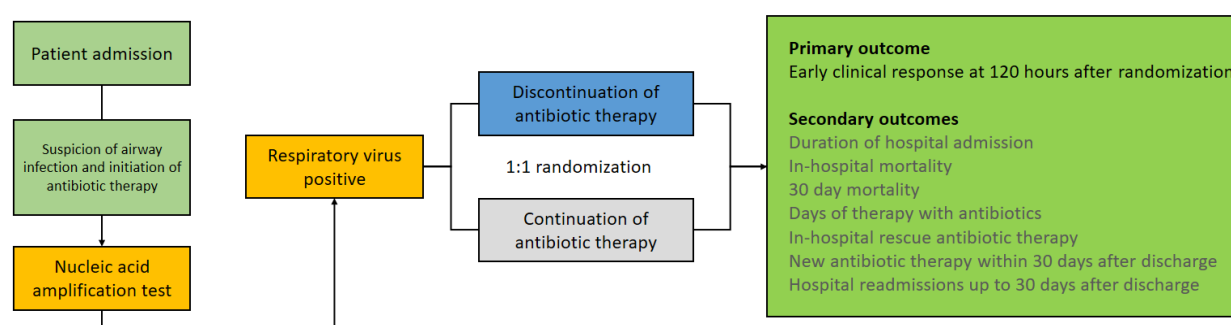 Patient admission
Suspicion of airway
infection and initiation of
antibiotic therapy
Nucleic acid
amplification test
Respiratory virus
positive
Discontinuation of
antibiotic therapy
1:1 randomization
Continuation of
antibiotic therapy
Primary outcome
Early clinical response at 120 hours after randomization
Secondary outcomes
Duration of hospital admission
In-hospital mortality
30 day mortality
Days of therapy with antibiotics
In-hospital rescue antibiotic therapy
New antibiotic therapy within 30 days after discharge
Hospital readmissions up to 30 days after discharge